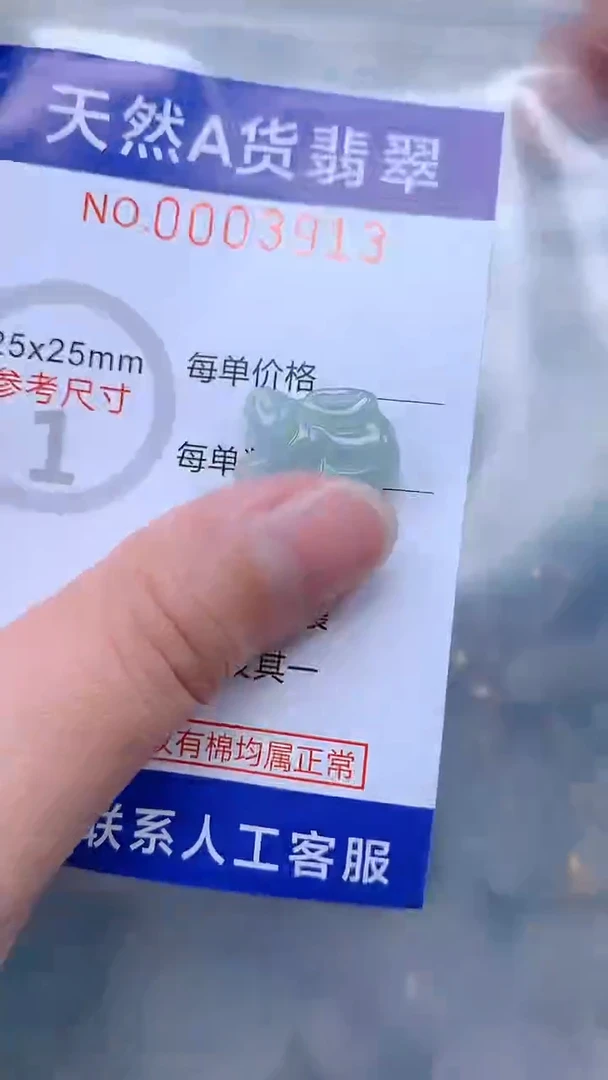 天然A货翡翠
NO.0003913
25x25mm
参考尺寸
1
每单价格
每单
其一
有棉均属正常
联系人工客服